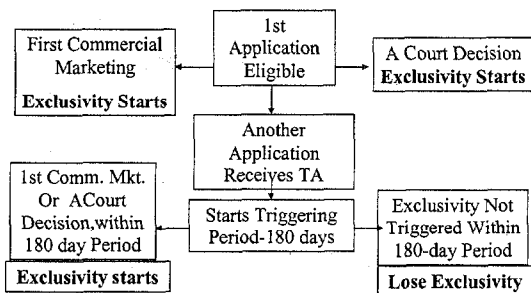 1st
Application
Eligible
First Commercial
Marketing
Exclusivity Starts
A Court Decision
Exclusivity Starts
Another
Application
Receives TA
Starts Triggering
Period-180 days
1st Comm. Mkt.
Or ACourt
Decision,within
180 day Period
Exclusivity starts
Exclusivity Not
Triggered Within
180-day Period
Lose Exclusivity